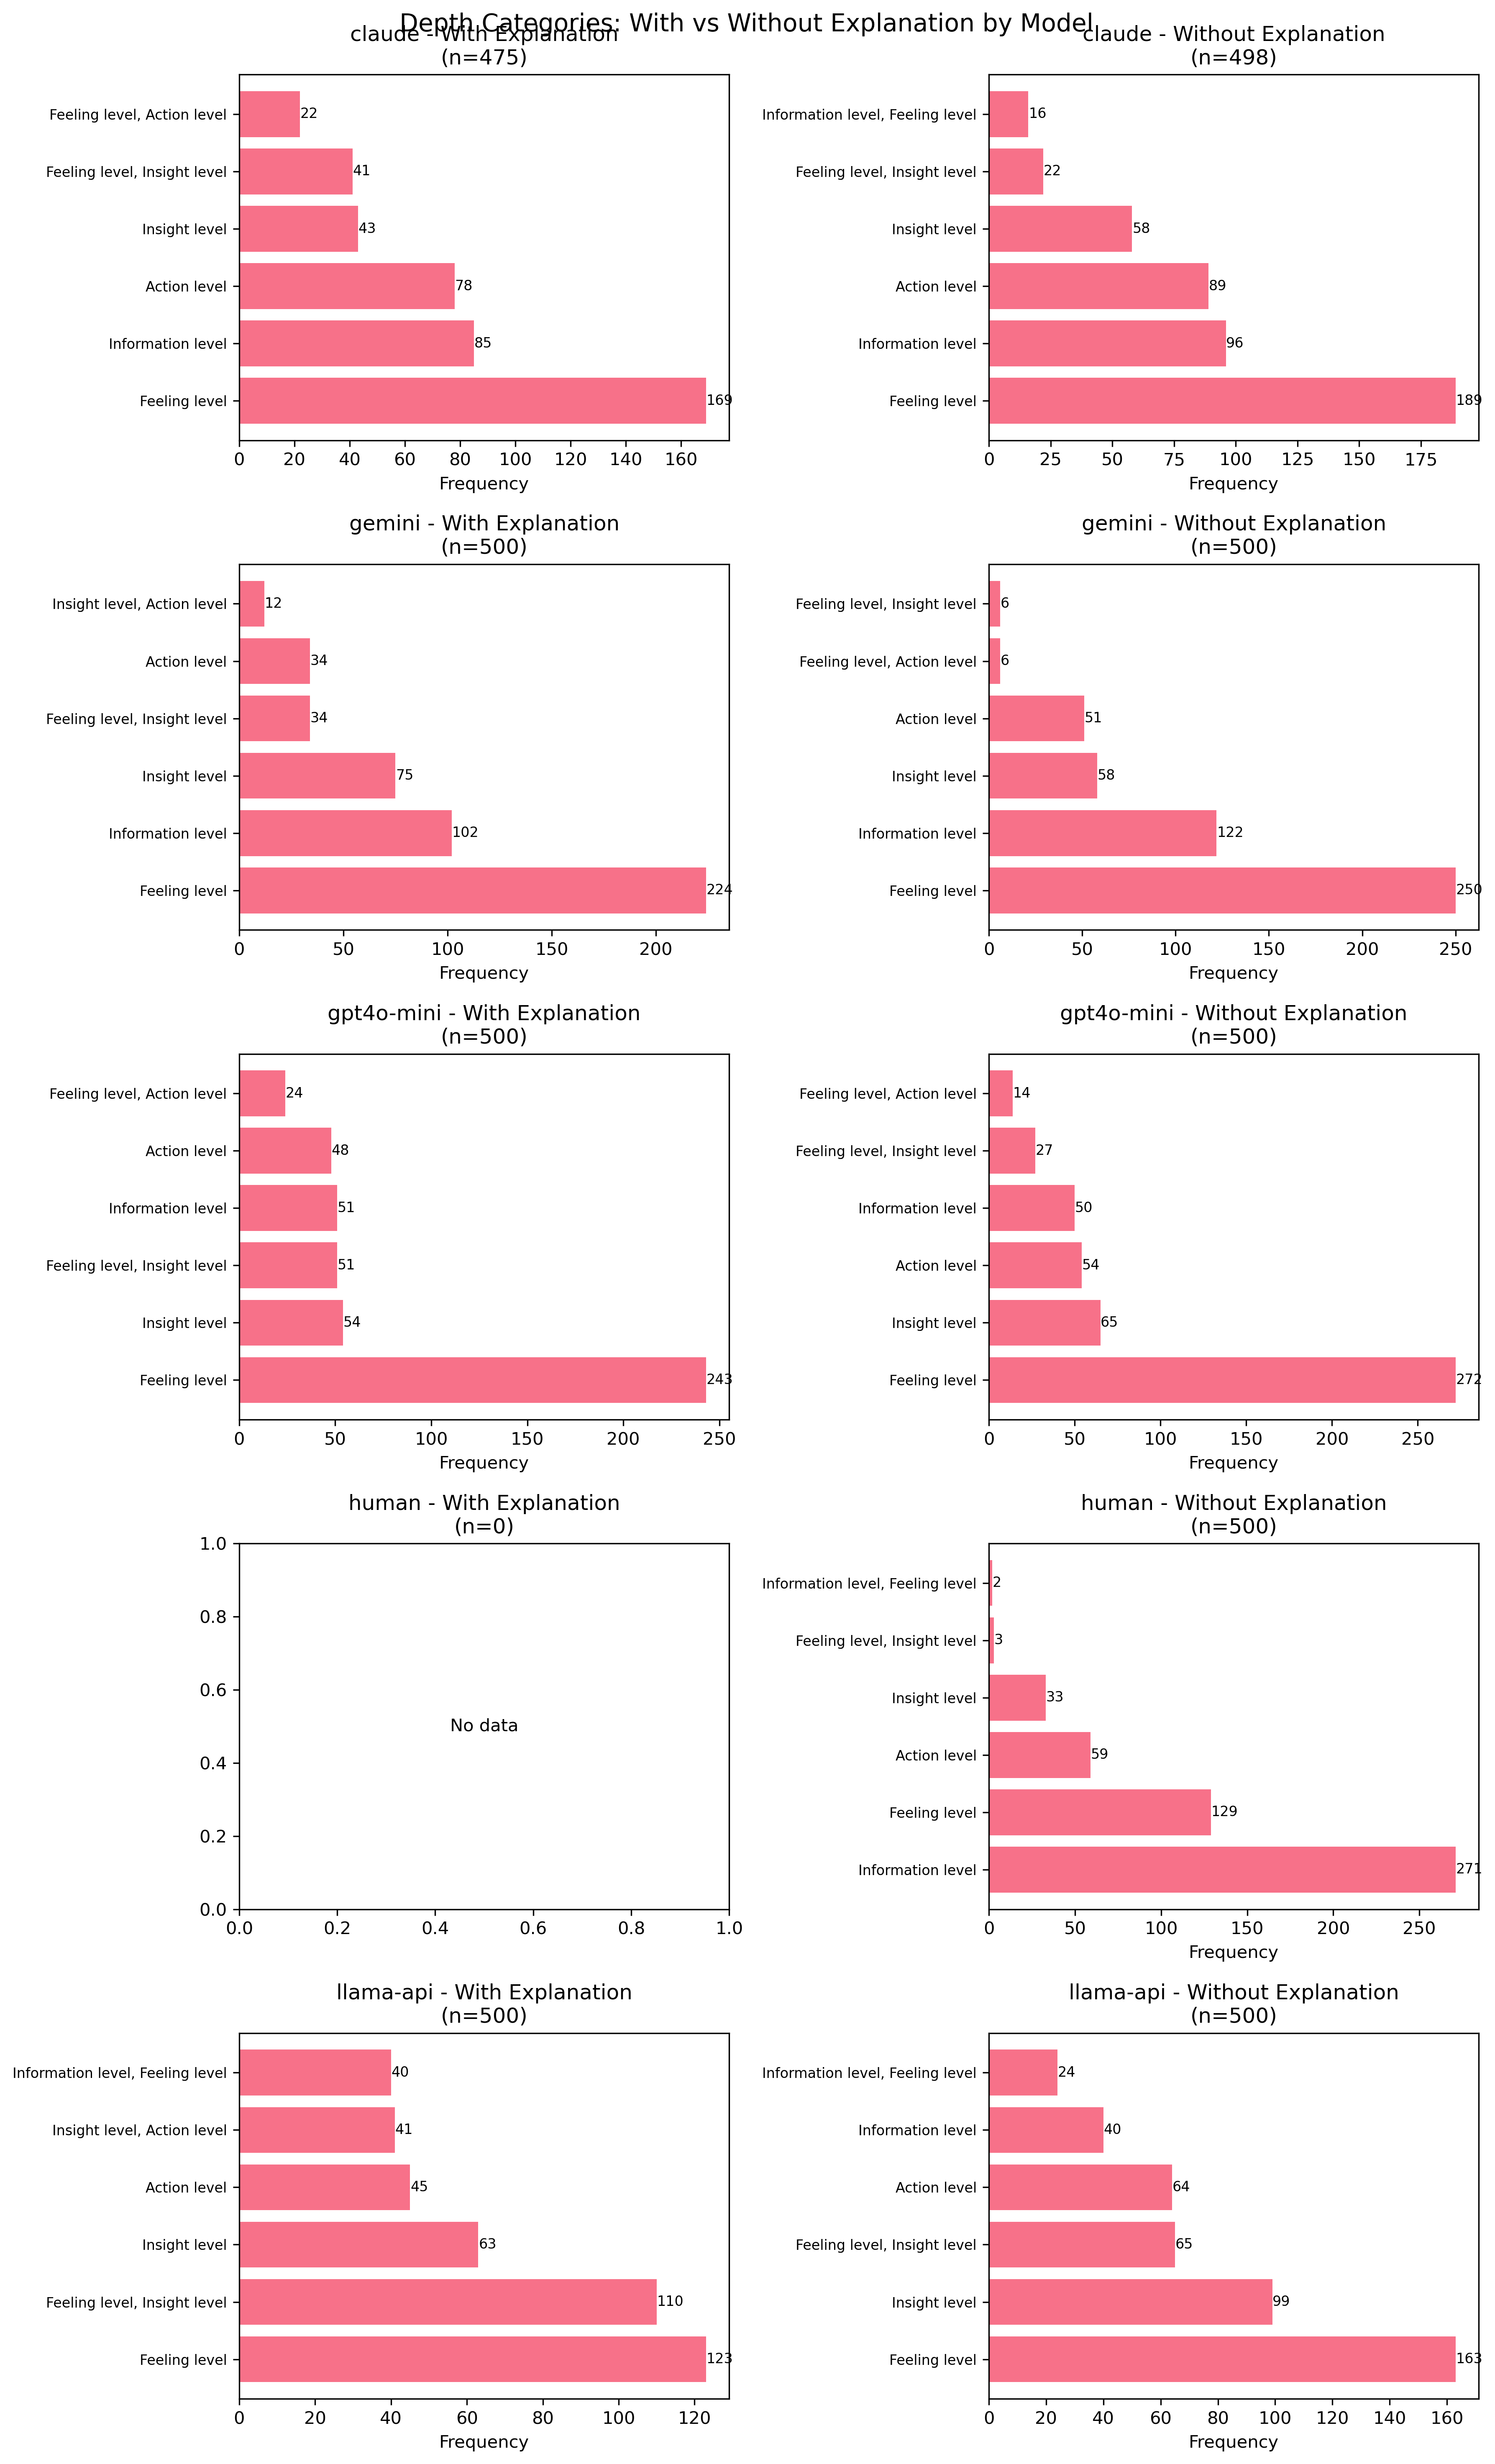 Depth Categories: With vs Without Explanation by Model
claude - With Explanation
(n=475)
Feeling level, Action level
22
Feeling level, Insight level
41
Insight level
43
Action level
78
Information level
85
Feeling level
169
0 20 40 60 80 100 120 140 160
Frequency
claude - Without Explanation
(n=498)
Information level, Feeling level
16
Feeling level, Insight level
22
Insight level
58
Action level
89
Information level
96
Feeling level
189
0 25 50 75 100 125 150 175
Frequency
gemini - With Explanation
(n=500)
Insight level, Action level
12
Action level
34
Feeling level, Insight level
34
Insight level
75
Information level
102
Feeling level
224
0 50 100 150 200
Frequency
gemini - Without Explanation
(n=500)
Feeling level, Insight level
6
Feeling level, Action level
6
Action level
51
Insight level
58
Information level
122
Feeling level
250
0 50 100 150 200 250
Frequency
gpt4o-mini - With Explanation
(n=500)
Feeling level, Action level
24
Action level
48
Information level
51
Feeling level, Insight level
51
Insight level
54
Feeling level
243
0 50 100 150 200 250
Frequency
gpt4o-mini - Without Explanation
(n=500)
Feeling level, Action level
14
Feeling level, Insight level
27
Information level
50
Action level
54
Insight level
65
Feeling level
272
0 50 100 150 200 250
Frequency
human - With Explanation
(n=0)
1.0
0.8
0.6
No data
0.4
0.2
0.0
0.0 0.2 0.4 0.6 0.8 1.0
human - Without Explanation
(n=500)
Information level, Feeling level
2
Feeling level, Insight level
3
Insight level
33
Action level
59
Feeling level
129
Information level
271
0 50 100 150 200 250
Frequency
llama-api - With Explanation
(n=500)
Information level, Feeling level
40
Insight level, Action level
41
Action level
45
Insight level
63
Feeling level, Insight level
110
Feeling level
123
0 20 40 60 80 100 120
Frequency
llama-api - Without Explanation
(n=500)
Information level, Feeling level
24
Information level
40
Action level
64
Feeling level, Insight level
65
Insight level
99
Feeling level
163
0 20 40 60 80 100 120 140 160
Frequency